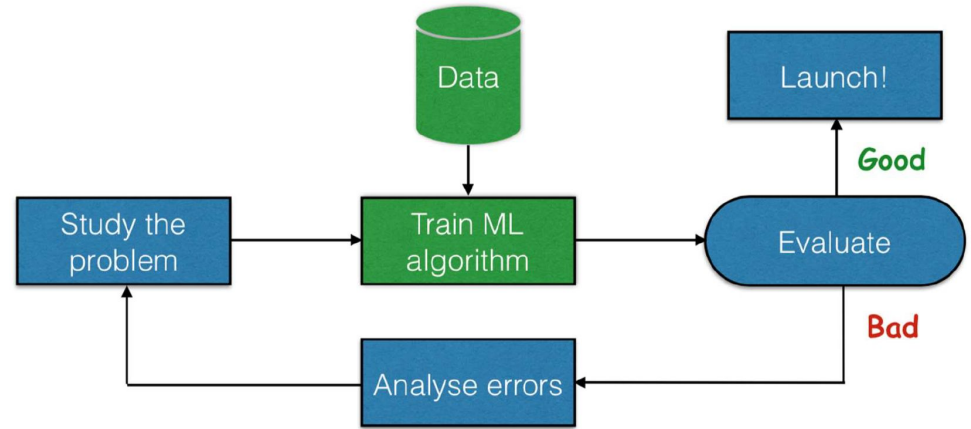 Data
Launch!
Good
Study the
problem
Train ML
algorithm
Evaluate
Bad
Analyse errors